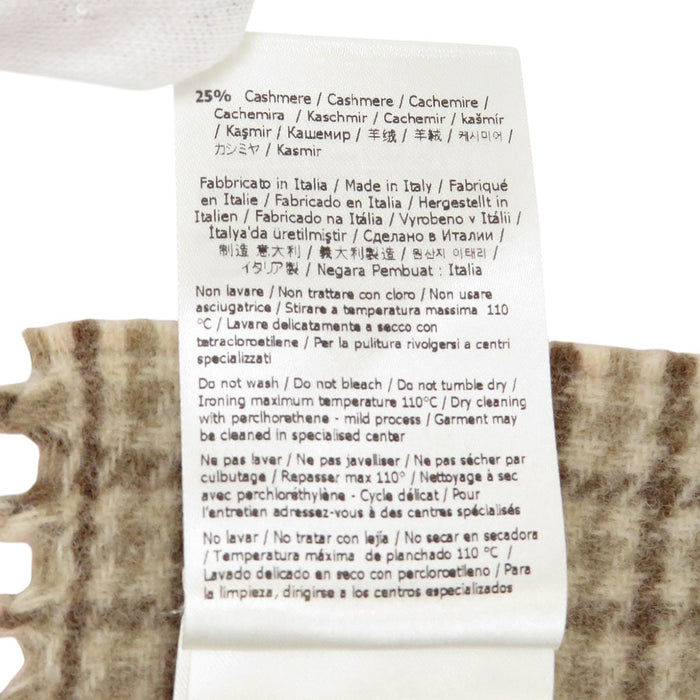 25% Cashmere / Cashmere / Cachemire /
Cachemira / Kaschmir / Cachemir / kašmír
/ Kaşmir / Кашемир / 羊绒 / 羊絨 / 케시미어 /
カシミヤ / Kasmir
Fabbricato in Italia / Made in Italy / Fabriqué
en Italie / Fabricado en Italia / Hergestellt in
Italien / Fabricado na Itália / Vyrobeno v Itálii /
İtalya'da üretilmiştir / Сделано в Италии /
制造 意大利 / 義大利製造 / 원산지 이태리 /
イタリア製 / Negara Pembuat : Italia
Non lavare / Non trattare con cloro / Non usare
asciugatrice / Stirare a temperatura massima 110
°C / Lavare delicatamente a secco con
tetracloroetilene / Per la pulitura rivolgersi a centri
specializzati
Do not wash / Do not bleach / Do not tumble dry /
Ironing maximum temperature 110°C / Dry cleaning
with perclhorethene - mild process / Garment may
be cleaned in specialised center
Ne pas laver / Ne pas javelliser / Ne pas sécher par
culbutage / Repasser max 110° / Nettoyage à sec
avec perchloréthylène - Cycle délicat / Pour
l'entretien adressez-vous à des centres spécialisés
No lavar / No tratar con lejía / No secar en secadora
/ Temperatura máxima de planchado 110 °C /
Lavado delicado en seco con percloroetileno / Para
la limpieza, dirigirse a los centros especializados